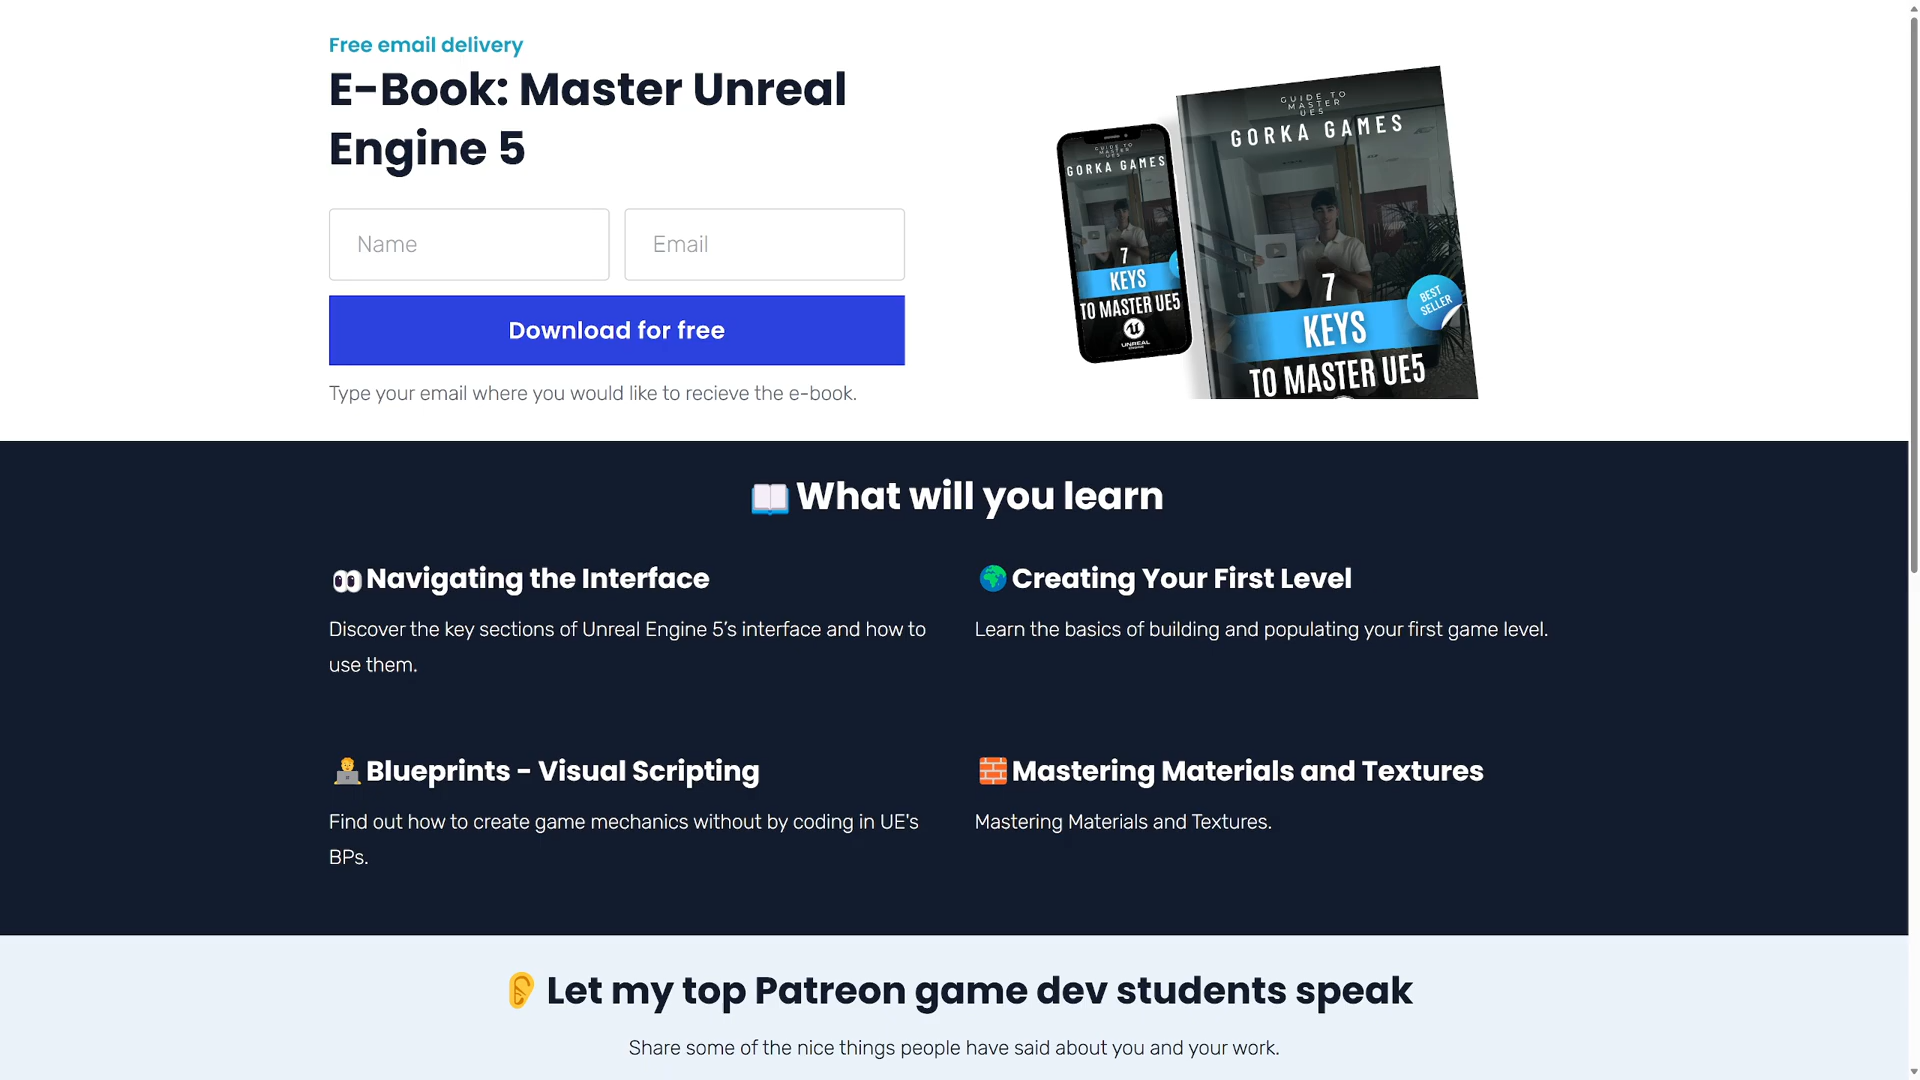 Free email delivery
E-Book: Master Unreal
Engine 5
Name
Email
Download for free
Type your email where you would like to recieve the e-book.
GUIDE TO
MASTER
UE5
GORKA GAMES
7
KEYS
TO MASTER UE5
UNREAL
ENGINE
GUIDE TO
MASTER
UE5
GORKA GAMES
7
KEYS
TO MASTER UE5
BEST
SELLER
📖 What will you learn
👀 Navigating the Interface
Discover the key sections of Unreal Engine 5’s interface and how to
use them.
🌍 Creating Your First Level
Learn the basics of building and populating your first game level.
🧑‍💻 Blueprints - Visual Scripting
Find out how to create game mechanics without by coding in UE's
BPs.
🧱 Mastering Materials and Textures
Mastering Materials and Textures.
👂 Let my top Patreon game dev students speak
Share some of the nice things people have said about you and your work.